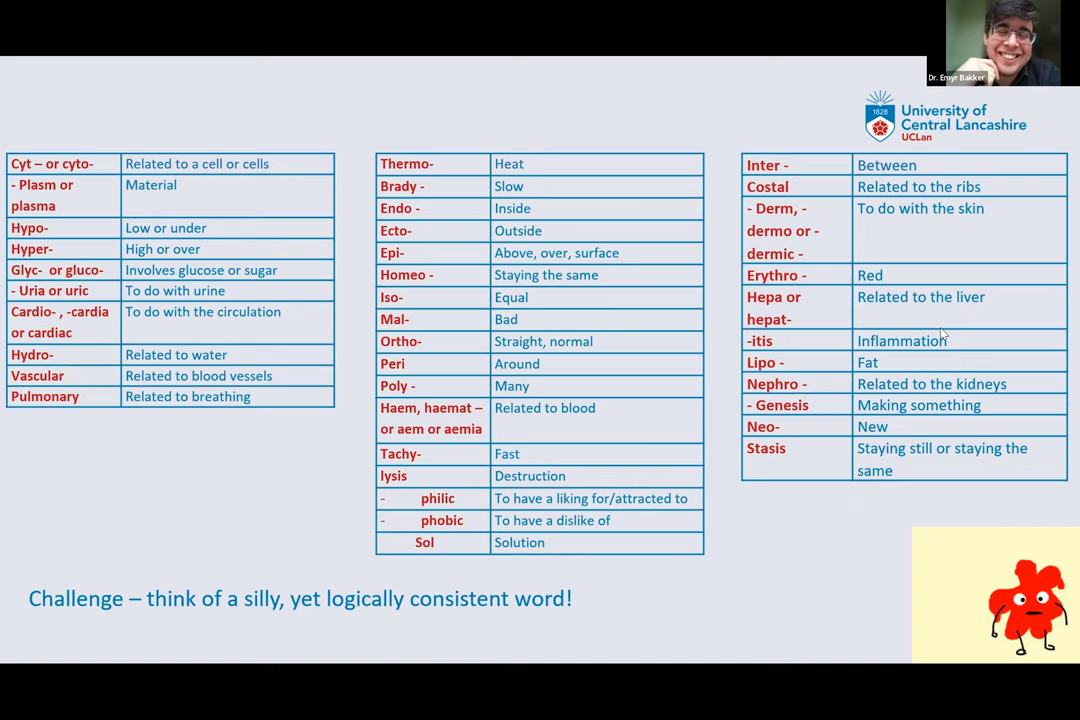 Dr. Emyr Bakker
1828
University of
Central Lancashire
UCLan
Cyt – or cyto- Related to a cell or cells
- Plasm or Material
plasma
Hypo- Low or under
Hyper- High or over
Glyc- or gluco- Involves glucose or sugar
- Uria or uric To do with urine
Cardio- , -cardia To do with the circulation
or cardiac
Hydro- Related to water
Vascular Related to blood vessels
Pulmonary Related to breathing
Thermo- Heat
Brady - Slow
Endo - Inside
Ecto- Outside
Epi- Above, over, surface
Homeo - Staying the same
Iso- Equal
Mal- Bad
Ortho- Straight, normal
Peri Around
Poly - Many
Haem, haemat – Related to blood
or aem or aemia
Tachy- Fast
lysis Destruction
- philic To have a liking for/attracted to
- phobic To have a dislike of
Sol Solution
Inter - Between
Costal Related to the ribs
- Derm, - To do with the skin
dermo or -
dermic -
Erythro - Red
Hepa or Related to the liver
hepat-
-itis Inflammation
Lipo - Fat
Nephro - Related to the kidneys
- Genesis Making something
Neo- New
Stasis Staying still or staying the
same
Challenge – think of a silly, yet logically consistent word!